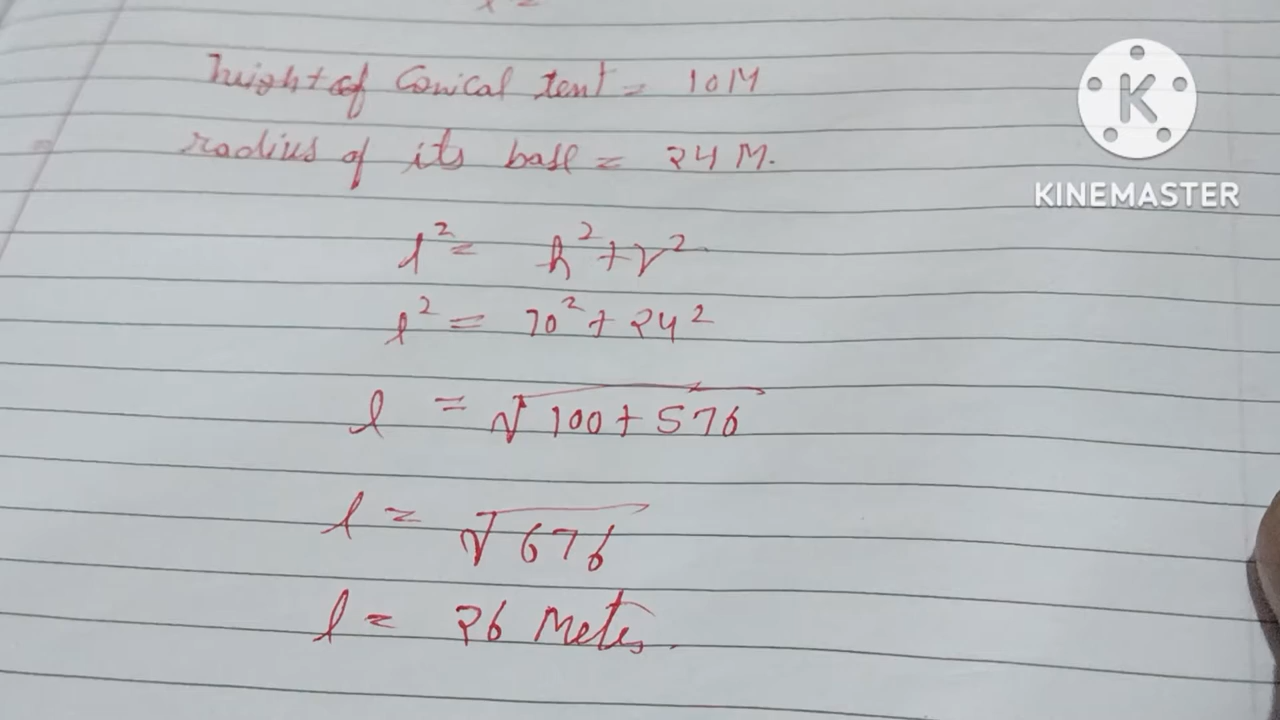 height of Conical tent = 10M
radius of its base = 24 M.
l² = h² + r²
l² = 10² + 24²
l = √100 + 576
l = √676
l = 26 Metes.
K
KINEMASTER